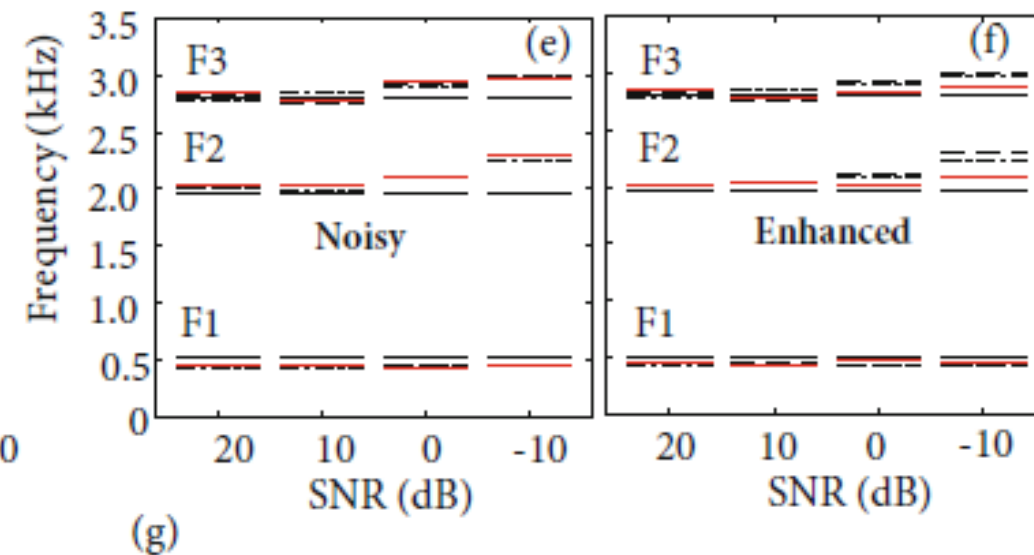 3.5
3.0
2.5
2.0
1.5
1.0
0.5
0
Frequency (kHz)
(e)
F3
F2
Noisy
F1
20 10 0 -10
SNR (dB)
(f)
F3
F2
Enhanced
F1
20 10 0 -10
SNR (dB)
0
(g)